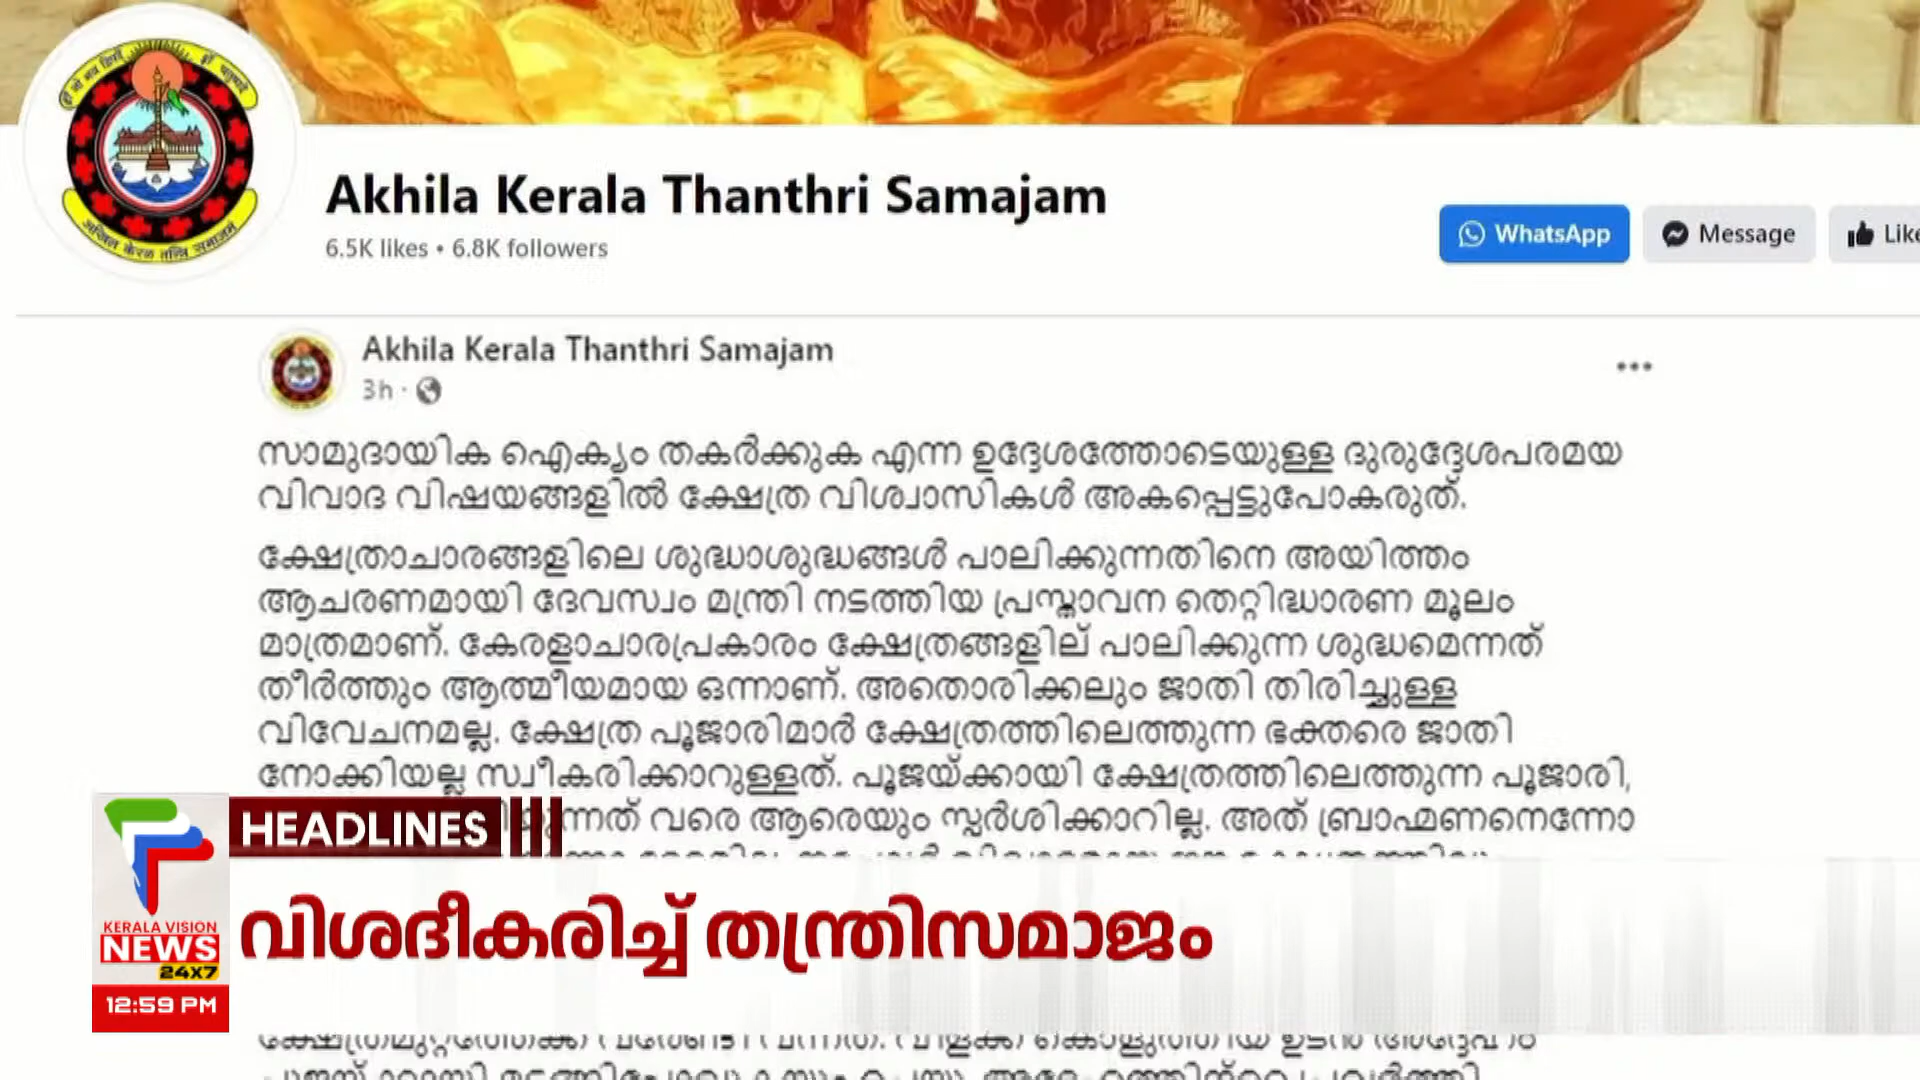 Akhila Kerala Thanthri Samajam
6.5K likes • 6.8K followers
WhatsApp
Message
Like
Akhila Kerala Thanthri Samajam
3h ·
സാമുദായിക ഐക്യം തകർക്കുക എന്ന ഉദ്ദേശത്തോടെയുള്ള ദുരുദ്ദേശപരമയ
വിവാദ വിഷയങ്ങളിൽ ക്ഷേത്ര വിശ്വാസികൾ അകപ്പെട്ടുപോകരുത്.
ക്ഷേത്രാചാരങ്ങളിലെ ശുദ്ധാശുദ്ധങ്ങൾ പാലിക്കുന്നതിനെ അയിത്തം
ആചരണമായി ദേവസ്വം മന്ത്രി നടത്തിയ പ്രസ്താവന തെറ്റിദ്ധാരണ മൂലം
മാത്രമാണ്. കേരളാചാരപ്രകാരം ക്ഷേത്രങ്ങളില് പാലിക്കുന്ന ശുദ്ധമെന്നത്
തീർത്തും ആത്മീയമായ ഒന്നാണ്. അതൊരിക്കലും ജാതി തിരിച്ചുള്ള
വിവേചനമല്ല. ക്ഷേത്ര പൂജാരിമാർ ക്ഷേത്രത്തിലെത്തുന്ന ഭക്തരെ ജാതി
നോക്കിയല്ല സ്വീകരിക്കാറുള്ളത്. പൂജയ്ക്കായി ക്ഷേത്രത്തിലെത്തുന്ന പൂജാരി,
വരെ ആരെയും സ്പർശിക്കാറില്ല. അത് ബ്രാഹ്മണനെന്നോ
HEADLINES
വിശദീകരിച്ച് തന്ത്രിസമാജം
KERALA VISION
NEWS
24X7
12:59 PM